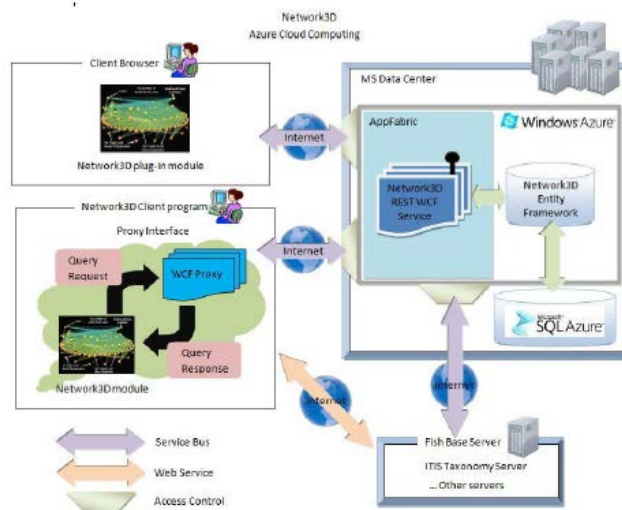 Network3D
Azure Cloud Computing
Client Browser
Network3D plug-in module
Internet
MS Data Center
AppFabric
Windows Azure
Network3D
REST WCF
Service
Network3D
Entity
Framework
Microsoft
SQL Azure
Network3D Client program
Proxy Interface
Query
Request
WCF Proxy
Query
Response
Network3D module
Internet
Internet
Internet
Fish Base Server
ITIS Taxonomy Server
... Other servers
Service Bus
Web Service
Access Control